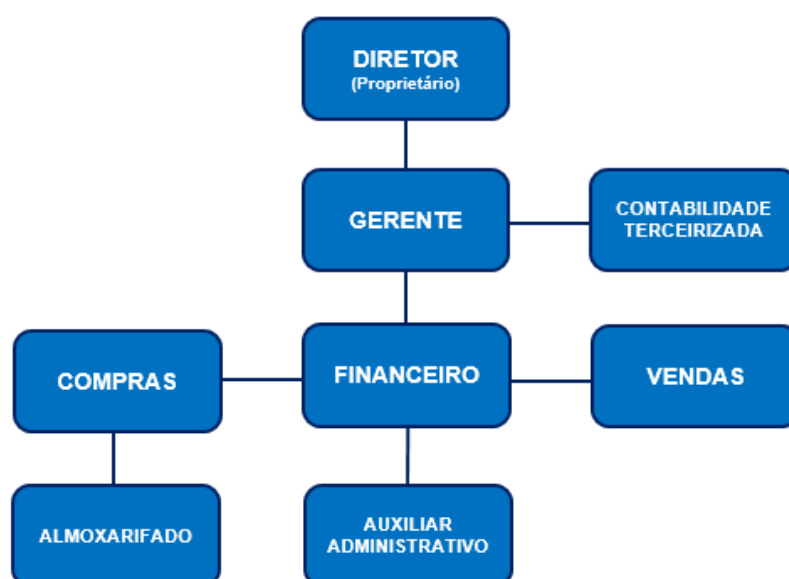 DIRETOR
(Proprietário)
GERENTE
CONTABILIDADE
TERCEIRIZADA
COMPRAS
FINANCEIRO
VENDAS
ALMOXARIFADO
AUXILIAR
ADMINISTRATIVO